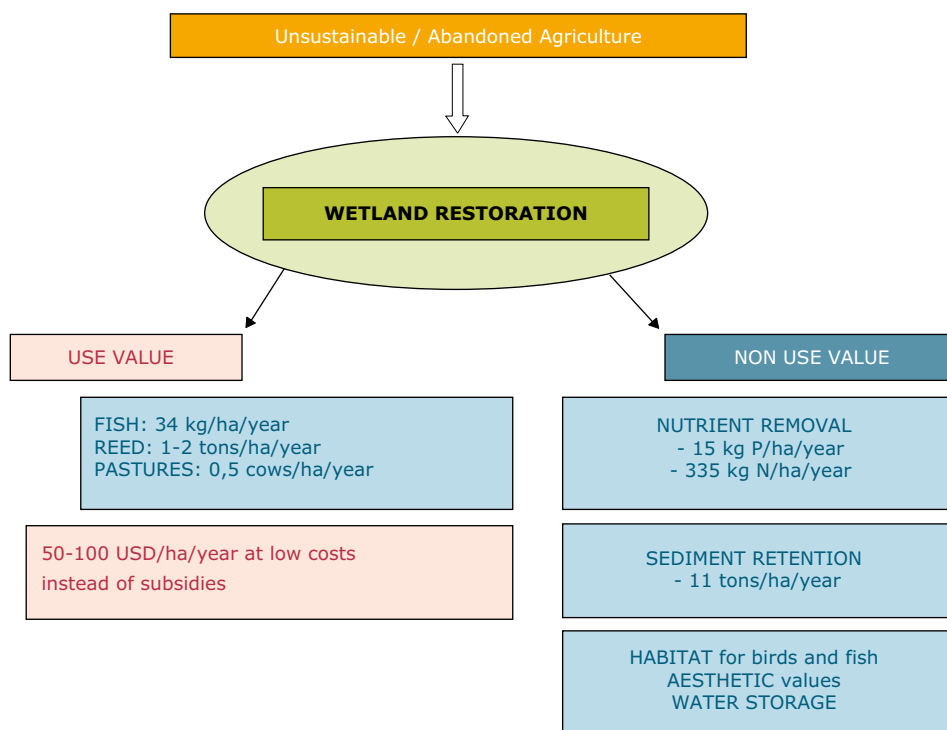 Unsustainable / Abandoned Agriculture
WETLAND RESTORATION
USE VALUE
FISH: 34 kg/ha/year
REED: 1-2 tons/ha/year
PASTURES: 0,5 cows/ha/year
50-100 USD/ha/year at low costs
instead of subsidies
NON USE VALUE
NUTRIENT REMOVAL
- 15 kg P/ha/year
- 335 kg N/ha/year
SEDIMENT RETENTION
- 11 tons/ha/year
HABITAT for birds and fish
AESTHETIC values
WATER STORAGE